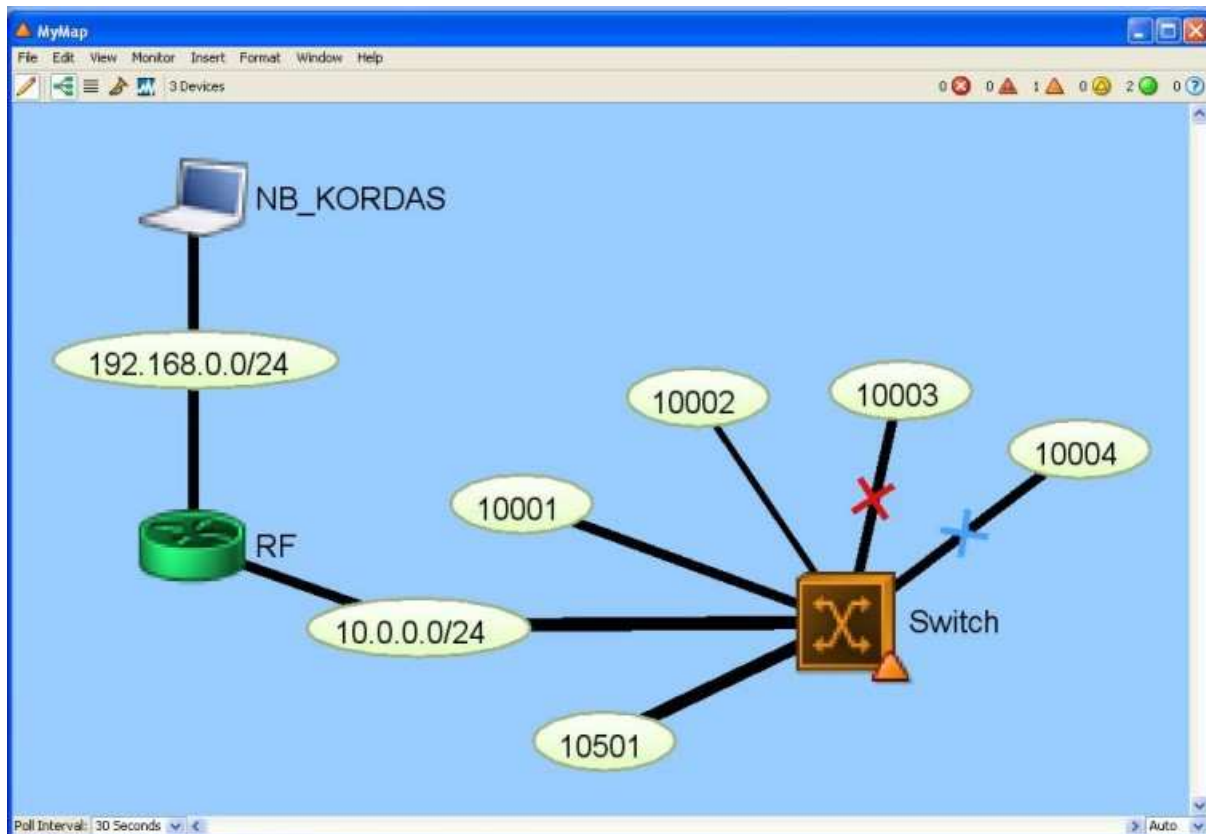 MyMap
File Edit View Monitor Insert Format Window Help
3 Devices 0 0 1 0 2 0 ?
NB_KORDAS
192.168.0.0/24
10003
10002
10004
10001
RF
Switch
10.0.0.0/24
10501
Poll Interval: 30 Seconds Auto